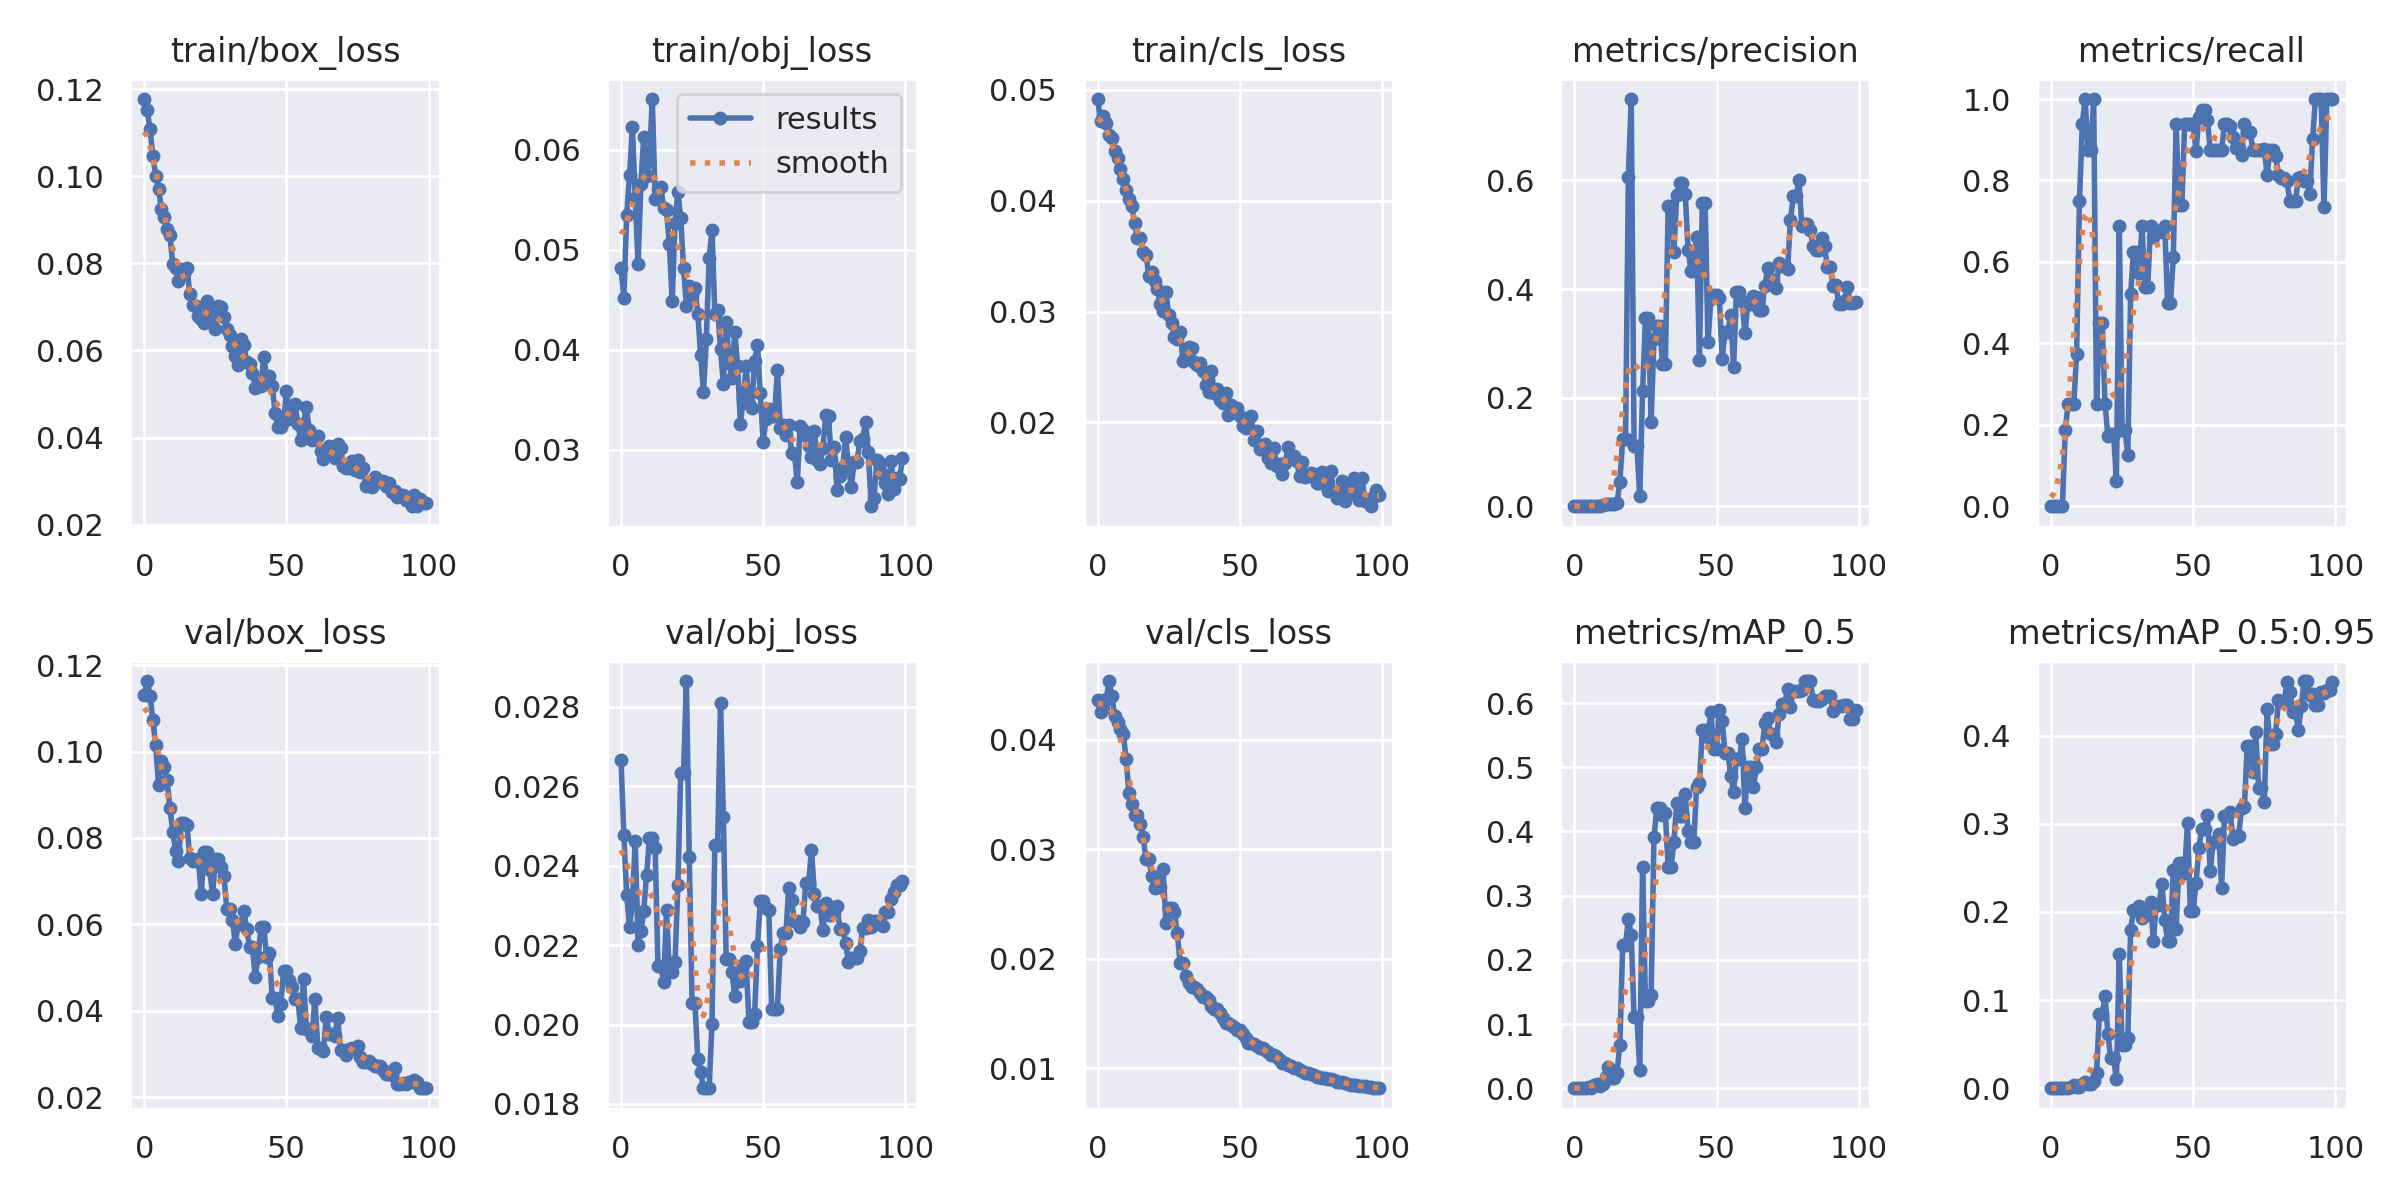 train/box_loss
0.12
0.10
0.08
0.06
0.04
0.02
0 50 100
train/obj_loss
results
smooth
0.06
0.05
0.04
0.03
0 50 100
train/cls_loss
0.05
0.04
0.03
0.02
0 50 100
metrics/precision
0.6
0.4
0.2
0.0
0 50 100
metrics/recall
1.0
0.8
0.6
0.4
0.2
0.0
0 50 100
val/box_loss
0.12
0.10
0.08
0.06
0.04
0.02
0 50 100
val/obj_loss
0.028
0.026
0.024
0.022
0.020
0.018
0 50 100
val/cls_loss
0.04
0.03
0.02
0.01
0 50 100
metrics/mAP_0.5
0.6
0.5
0.4
0.3
0.2
0.1
0.0
0 50 100
metrics/mAP_0.5:0.95
0.4
0.3
0.2
0.1
0.0
0 50 100